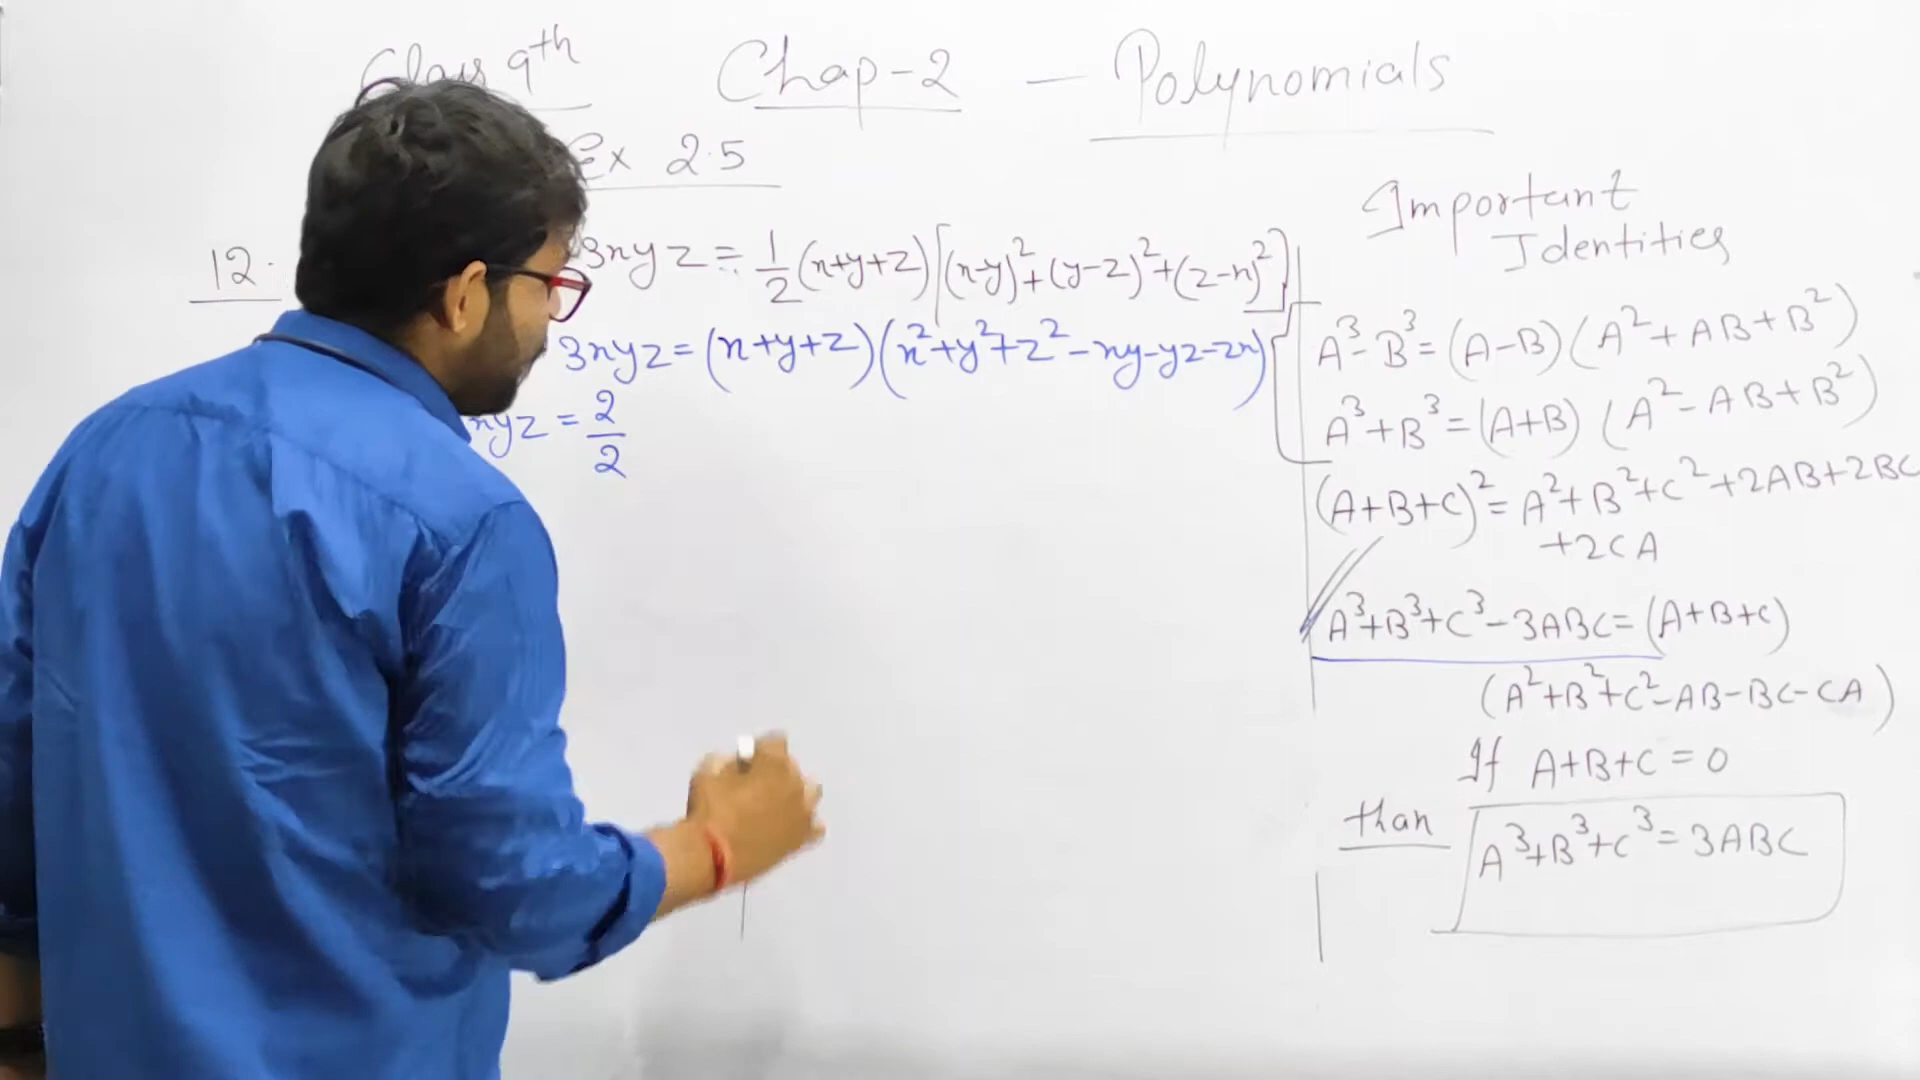 Class 9th Chap-2 — Polynomials
Ex 2.5
Important
Identities
12.
3xyz = 1/2 (x+y+z) [(x-y)²+(y-z)²+(z-x)²]
3xyz = (x+y+z) (x²+y²+z²-xy-yz-zx)
xyz = 2/2
A³-B³ = (A-B) (A²+AB+B²)
A³+B³ = (A+B) (A²-AB+B²)
(A+B+C)² = A²+B²+C²+2AB+2BC
+2CA
A³+B³+C³-3ABC = (A+B+C)
(A²+B²+C²-AB-BC-CA)
If A+B+C = 0
than A³+B³+C³ = 3ABC